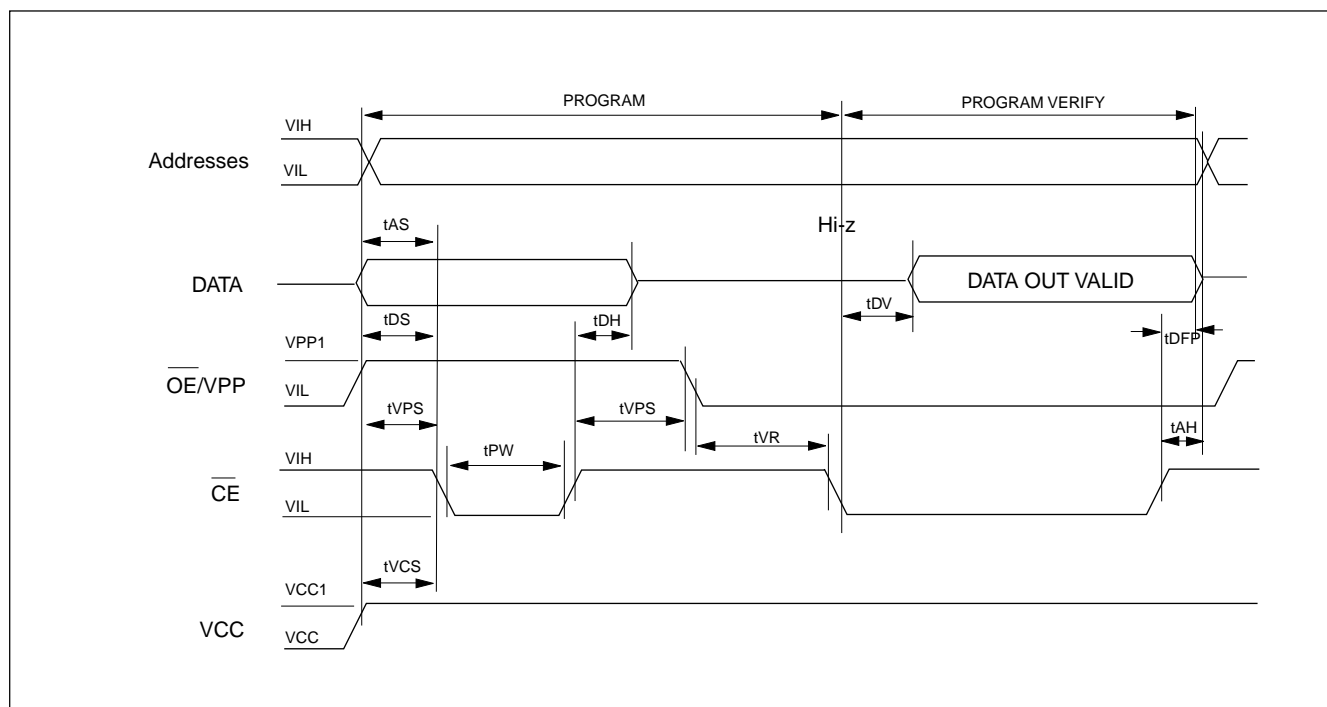 PROGRAM
PROGRAM VERIFY
VIH
Addresses
VIL
tAS
Hi-z
DATA
DATA OUT VALID
tDS
tDH
tDV
tDFP
VPP1
OE/VPP
VIL
tVPS
tVPS
tVR
tAH
tPW
VIH
CE
VIL
tVCS
VCC1
VCC
VCC